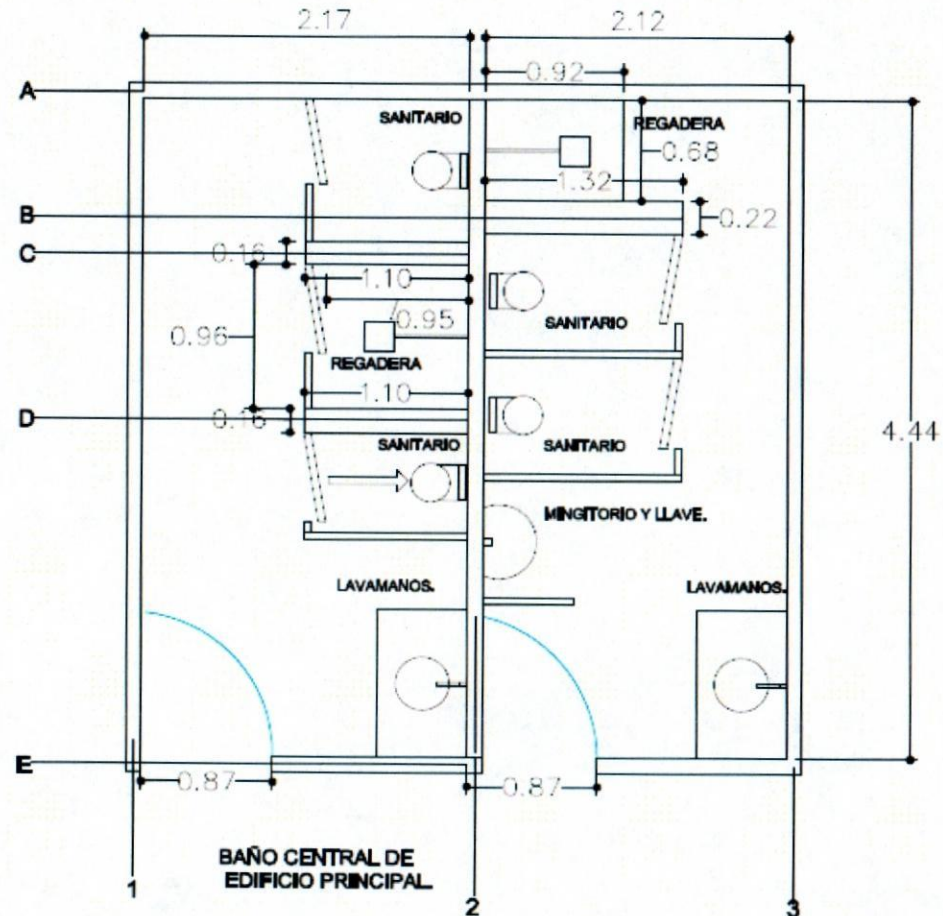 2.17
2.12
0.92
A
SANITARIO
REGADERA
0.68
1.32
B
0.22
C
0.16
1.10
0.95
SANITARIO
0.96
REGADERA
1.10
D
0.16
SANITARIO
SANITARIO
4.44
MINGITORIO Y LLAVE.
LAVAMANOS.
LAVAMANOS.
E
0.87
0.87
BAÑO CENTRAL DE
EDIFICIO PRINCIPAL
1
2
3